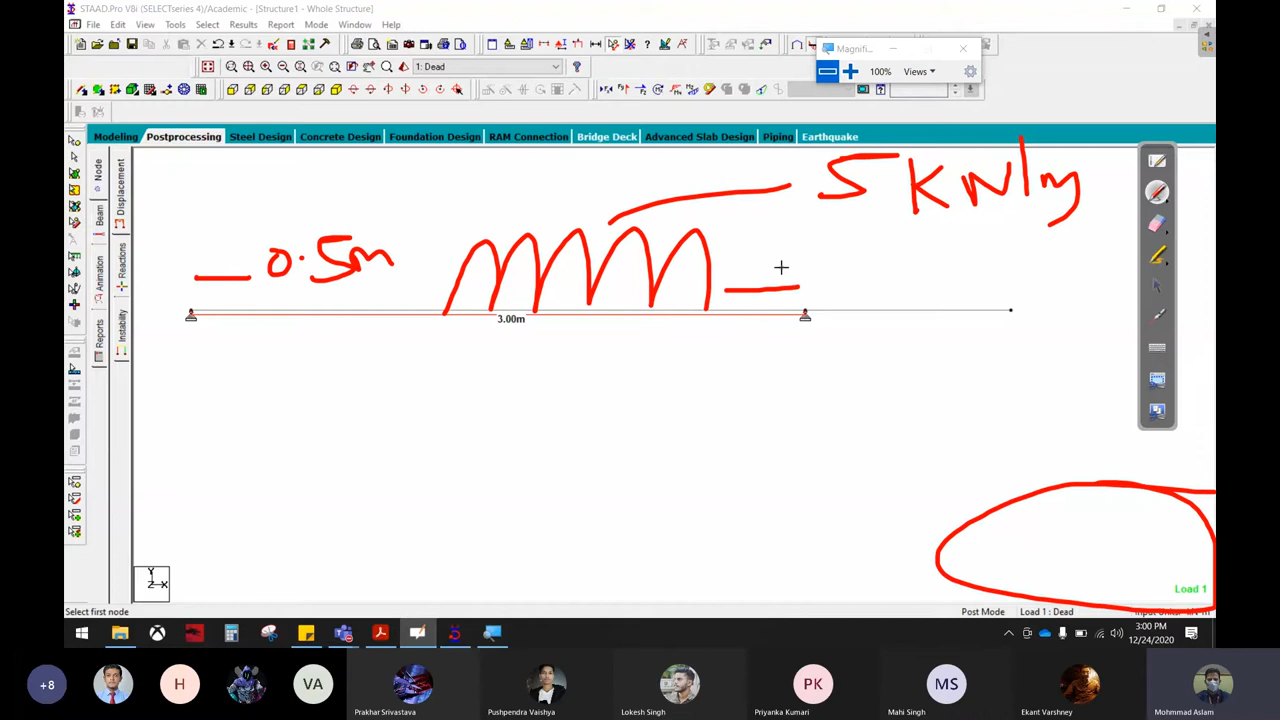 STAAD.Pro V8i (SELECTseries 4)/Academic - [Structure1 - Whole Structure]
File Edit View Tools Select Results Report Mode Window Help
Magnifi...
1: Dead
100% Views
Modeling Postprocessing Steel Design Concrete Design Foundation Design RAM Connection Bridge Deck Advanced Slab Design Piping Earthquake
Node
Displacement
Beam
Reactions
Animation
Instability
Reports
5 KN/m
0.5m
3.00m
Y
Z X
Load 1
Select first node
Post Mode
Load 1 : Dead
3:00 PM
12/24/2020
+8
H
VA
PK
MS
Prakhar Srivastava
Pushpendra Vaishya
Lokesh Singh
Priyanka Kumari
Mahi Singh
Ekant Varshney
Mohmmad Aslam